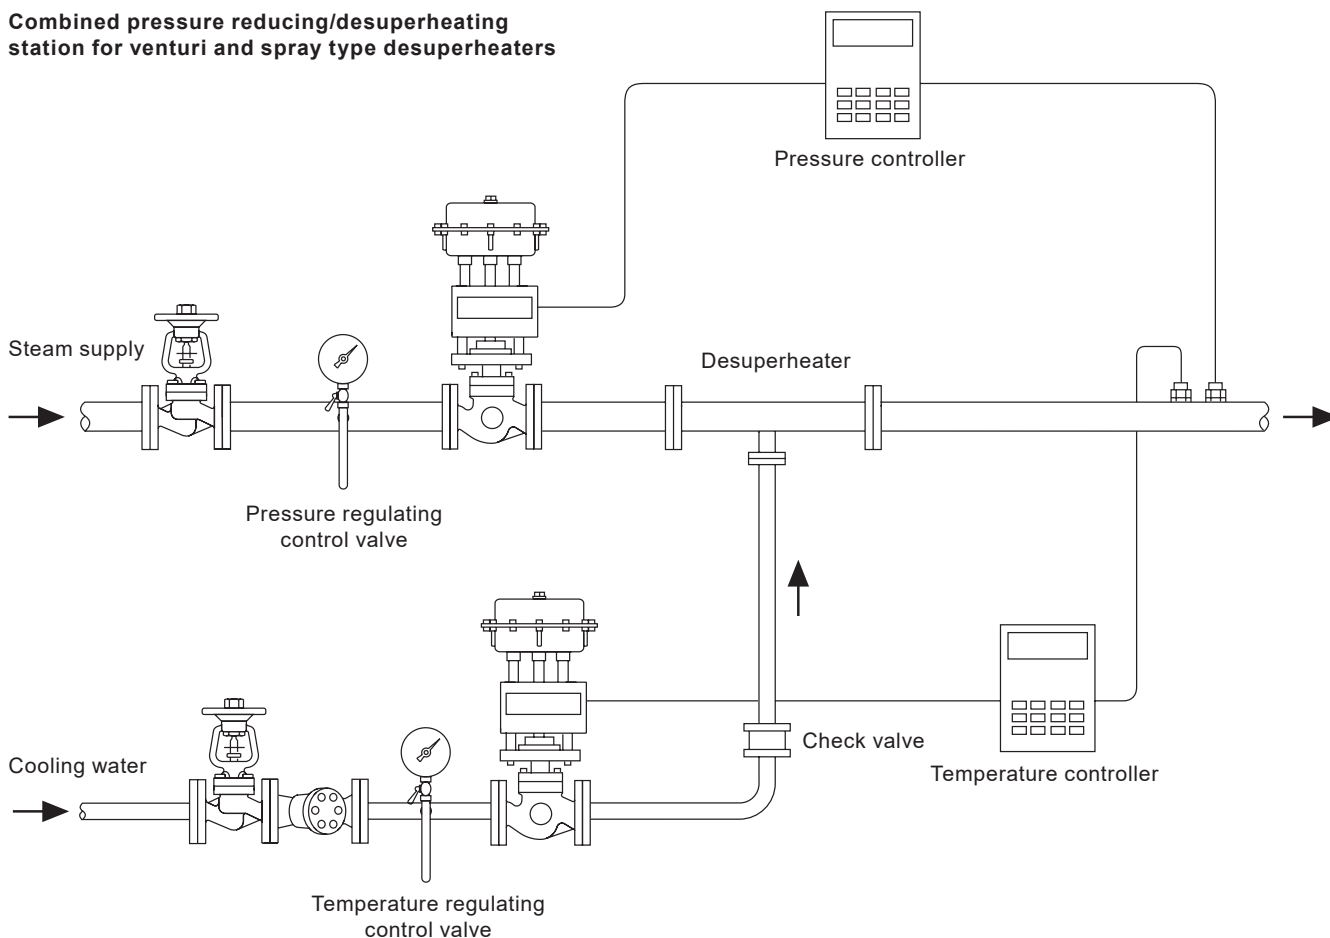 Combined pressure reducing/desuperheating
station for venturi and spray type desuperheaters
Pressure controller
Steam supply
Desuperheater
Pressure regulating
control valve
Check valve
Cooling water
Temperature controller
Temperature regulating
control valve